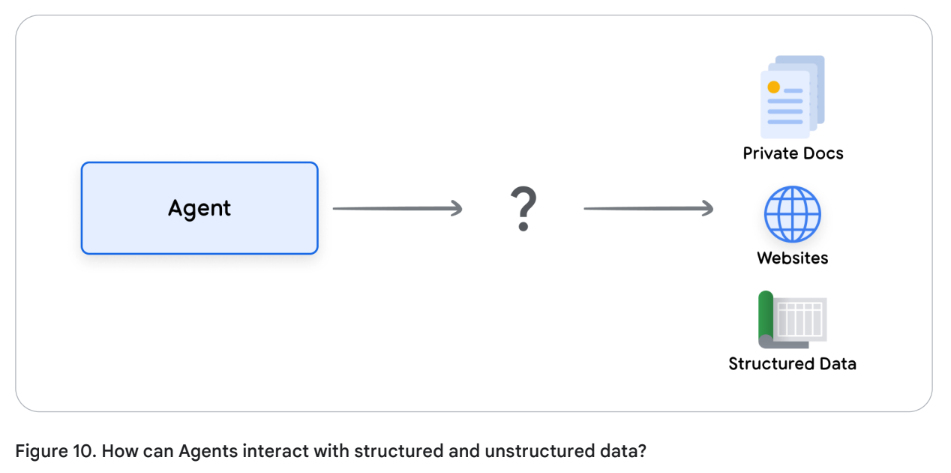 Private Docs
Agent
?
Websites
Structured Data
Figure 10. How can Agents interact with structured and unstructured data?